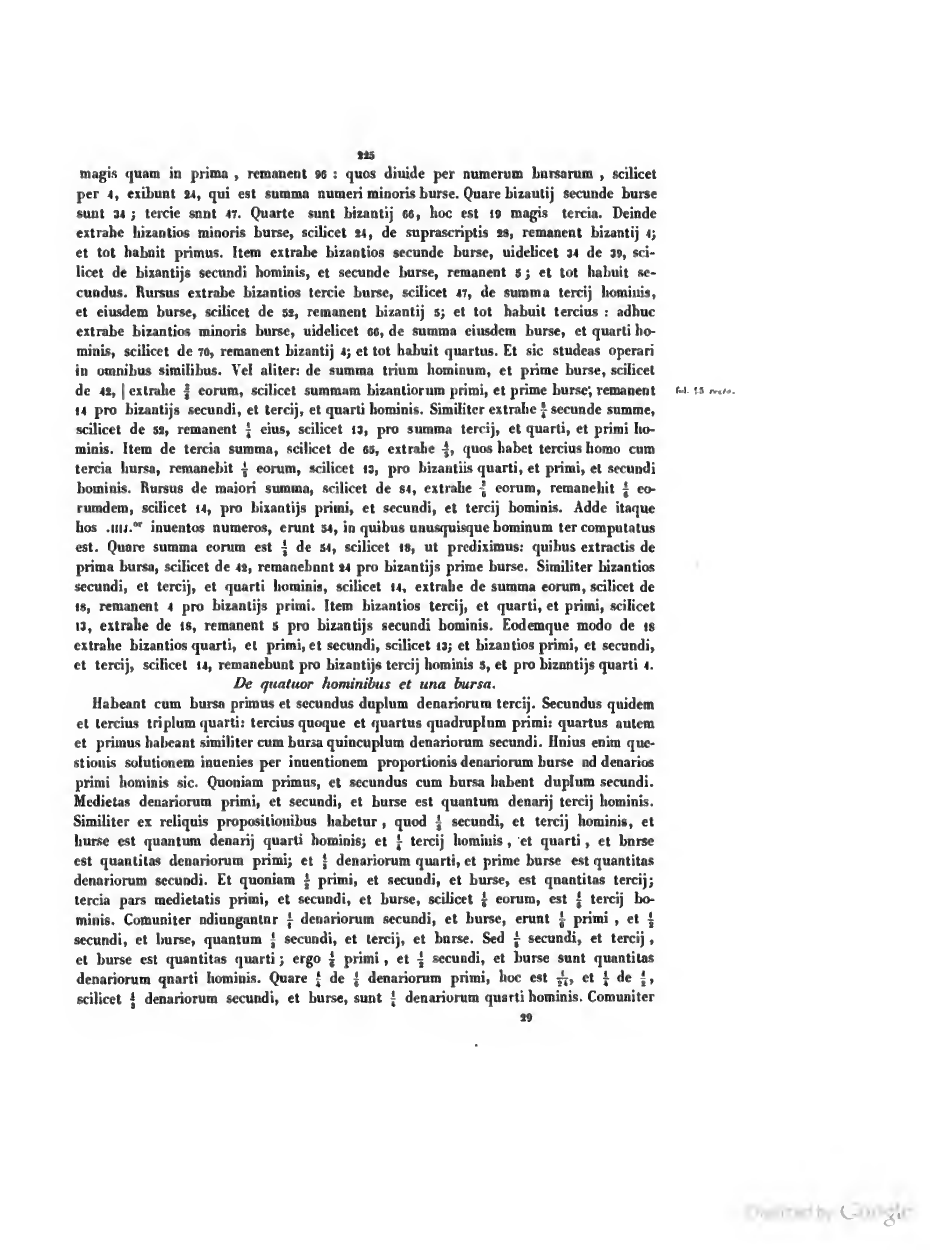 225
magis quam in prima , remanent 96 : quos diuide per numerum bursarum , scilicet
per 4, exibunt 24, qui est summa numeri minoris burse. Quare bizantij secunde burse
sunt 34 ; tercie sunt 47. Quarte sunt bizantij 66, hoc est 19 magis tercia. Deinde
extrahe bizantios minoris burse, scilicet 24, de suprascriptis 28, remanent bizantij 4;
et tot habuit primus. Item extrahe bizantios secunde burse, uidelicet 34 de 39, sci-
licet de bizantijs secundi hominis, et secunde burse, remanent 5 ; et tot habuit se-
cundus. Rursus extrahe bizantios tercie burse, scilicet 47, de summa tercij hominis,
et eiusdem burse, scilicet de 52, remanent bizantij 5; et tot habuit tercius : adhuc
extrahe bizantios minoris burse, uidelicet 66, de summa eiusdem burse, et quarti ho-
minis, scilicet de 70, remanent bizantij 4; et tot habuit quartus. Et sic studeas operari
in omnibus similibus. Vel aliter: de summa trium hominum, et prime burse, scilicet
de 42, | extrahe 2/3 eorum, scilicet summam bizantiorum primi, et prime burse; remanent
fol. recto.
14 pro bizantijs secundi, et tercij, et quarti hominis. Similiter extrahe 3/4 secunde summe,
scilicet de 52, remanent 1/4 eius, scilicet 13, pro summa tercij, et quarti, et primi ho-
minis. Item de tercia summa, scilicet de 65, extrahe 4/5, quos habet tercius homo cum
tercia bursa, remanebit 1/5 eorum, scilicet 13, pro bizantiis quarti, et primi, et secundi
hominis. Rursus de maiori summa, scilicet de 84, extrahe 5/6 eorum, remanebit 1/6 eo-
rumdem, scilicet 14, pro bizantijs primi, et secundi, et tercij hominis. Adde itaque
hos .IIIJ.or inuentos numeros, erunt 54, in quibus unusquisque hominum ter computatus
est. Quare summa eorum est 1/3 de 54, scilicet 18, ut prediximus: quibus extractis de
prima bursa, scilicet de 42, remanebunt 24 pro bizantijs prime burse. Similiter bizantios
secundi, et tercij, et quarti hominis, scilicet 14, extrahe de summa eorum, scilicet de
18, remanent 4 pro bizantijs primi. Item bizantios tercij, et quarti, et primi, scilicet
13, extrahe de 18, remanent 5 pro bizantijs secundi hominis. Eodemque modo de 18
extrahe bizantios quarti, et primi, et secundi, scilicet 13; et bizantios primi, et secundi,
et tercij, scilicet 14, remanebunt pro bizantijs tercij hominis 5, et pro bizantijs quarti 4.
De quatuor hominibus et una bursa.
Habeant cum bursa primus et secundus duplum denariorum tercij. Secundus quidem
et tercius triplum quarti: tercius quoque et quartus quadruplum primi: quartus autem
et primus habeant similiter cum bursa quincuplum denariorum secundi. Huius enim que-
stionis solutionem inuenies per inuentionem proportionis denariorum burse ad denarios
primi hominis sic. Quoniam primus, et secundus cum bursa habent duplum secundi.
Medietas denariorum primi, et secundi, et burse est quantum denarij tercij hominis.
Similiter ex reliquis propositionibus habetur , quod 1/3 secundi, et tercij hominis, et
burse est quantum denarij quarti hominis; et 1/4 tercij hominis , et quarti , et burse
est quantitas denariorum primi; et 1/5 denariorum quarti, et prime burse est quantitas
denariorum secundi. Et quoniam 1/2 primi, et secundi, et burse, est quantitas tercij;
tercia pars medietatis primi, et secundi, et burse, scilicet 1/6 eorum, est 1/3 tercij ho-
minis. Comuniter adiungantur 1/3 denariorum secundi, et burse, erunt 1/6 primi , et 1/2
secundi, et burse, quantum 1/3 secundi, et tercij, et burse. Sed 1/3 secundi, et tercij ,
et burse est quantitas quarti ; ergo 1/6 primi , et 1/2 secundi, et burse sunt quantitas
denariorum quarti hominis. Quare 1/4 de 1/6 denariorum primi, hoc est 1/24, et 1/4 de 1/2,
scilicet 1/8 denariorum secundi, et burse, sunt 1/4 denariorum quarti hominis. Comuniter
29
Digitized by Google